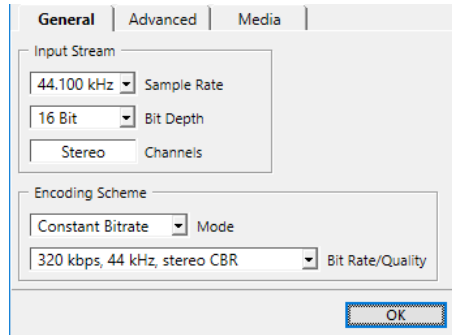 General Advanced Media
Input Stream
44.100 kHz Sample Rate
16 Bit Bit Depth
Stereo Channels
Encoding Scheme
Constant Bitrate Mode
320 kbps, 44 kHz, stereo CBR Bit Rate/Quality
OK